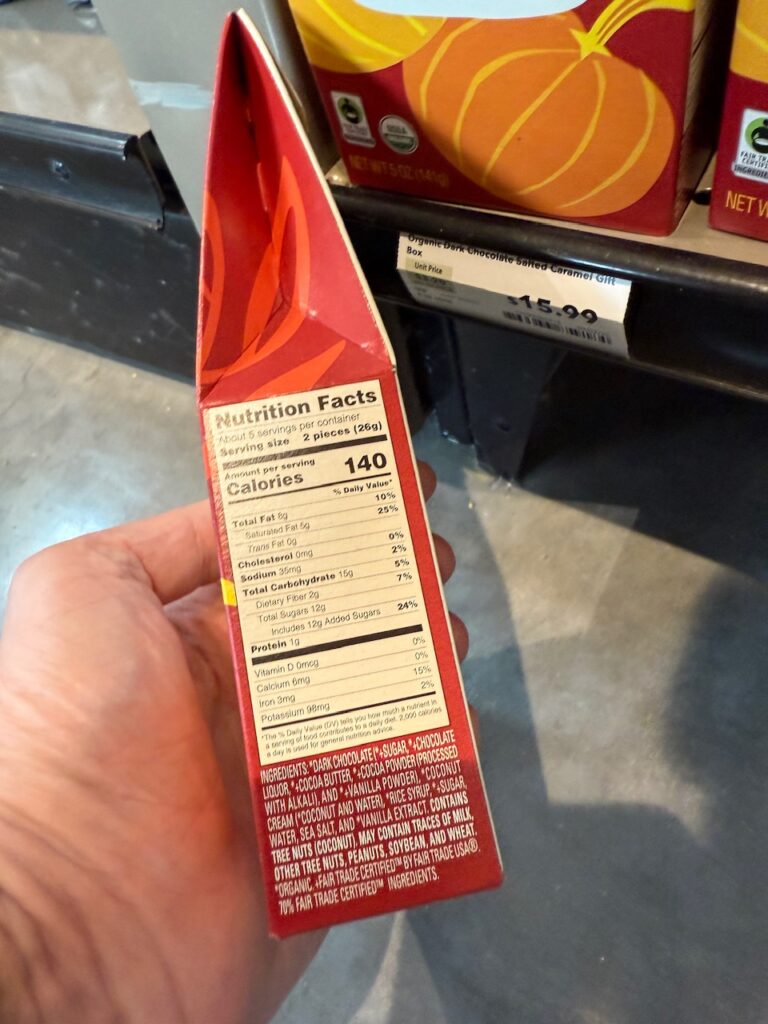 USDA
NET WT 5 OZ (141g)
FAIR TRA
CERTIFIE
INGREDIE
NET W
Organic Dark Chocolate Salted Caramel Gift
Box
Unit Price
$15.99
Nutrition Facts
About 5 servings per container
Serving size 2 pieces (26g)
Amount per serving
Calories 140
% Daily Value*
Total Fat 8g 10%
Saturated Fat 5g 25%
Trans Fat 0g
Cholesterol 0mg 0%
Sodium 35mg 2%
Total Carbohydrate 15g 5%
Dietary Fiber 2g 7%
Total Sugars 12g
Includes 12g Added Sugars 24%
Protein 1g
Vitamin D 0mcg 0%
Calcium 6mg 0%
Iron 3mg 15%
Potassium 98mg 2%
*The % Daily Value (DV) tells you how much a nutrient in
a serving of food contributes to a daily diet. 2,000 calories
a day is used for general nutrition advice.
INGREDIENTS: *DARK CHOCOLATE (*+SUGAR, *+CHOCOLATE
LIQUOR, *+COCOA BUTTER, *+COCOA POWDER (PROCESSED
WITH ALKALI), AND *+VANILLA POWDER), *COCONUT
CREAM (*COCONUT AND WATER), *RICE SYRUP, *+SUGAR,
WATER, SEA SALT, AND *VANILLA EXTRACT. CONTAINS
TREE NUTS (COCONUT), MAY CONTAIN TRACES OF MILK,
OTHER TREE NUTS, PEANUTS, SOYBEAN, AND WHEAT.
*ORGANIC. +FAIR TRADE CERTIFIED™ BY FAIR TRADE USA®.
70% FAIR TRADE CERTIFIED™ INGREDIENTS.